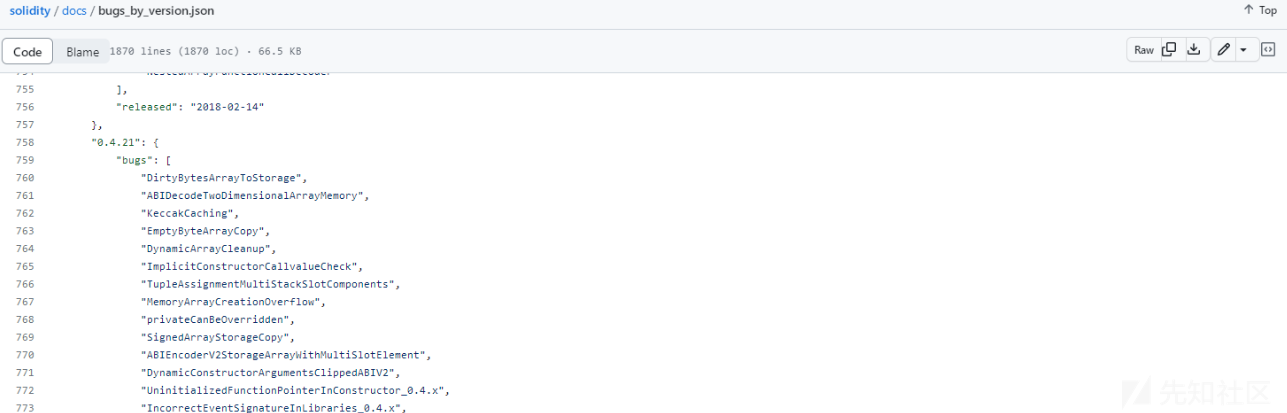 solidity / docs / bugs_by_version.json
Top
Code Blame 1870 lines (1870 loc) · 66.5 KB Raw
755 ],
756 "released": "2018-02-14"
757 },
758 "0.4.21": {
759 "bugs": [
760 "DirtyBytesArrayToStorage",
761 "ABIDecodeTwoDimensionalArrayMemory",
762 "KeccakCaching",
763 "EmptyByteArrayCopy",
764 "DynamicArrayCleanup",
765 "ImplicitConstructorCallvalueCheck",
766 "TupleAssignmentMultiStackSlotComponents",
767 "MemoryArrayCreationOverflow",
768 "privateCanBeOverridden",
769 "SignedArrayStorageCopy",
770 "ABIEncoderV2StorageArrayWithMultiSlotElement",
771 "DynamicConstructorArgumentsClippedABIV2",
772 "UninitializedFunctionPointerInConstructor_0.4.x",
773 "IncorrectEventSignatureInLibraries_0.4.x",
先知社区